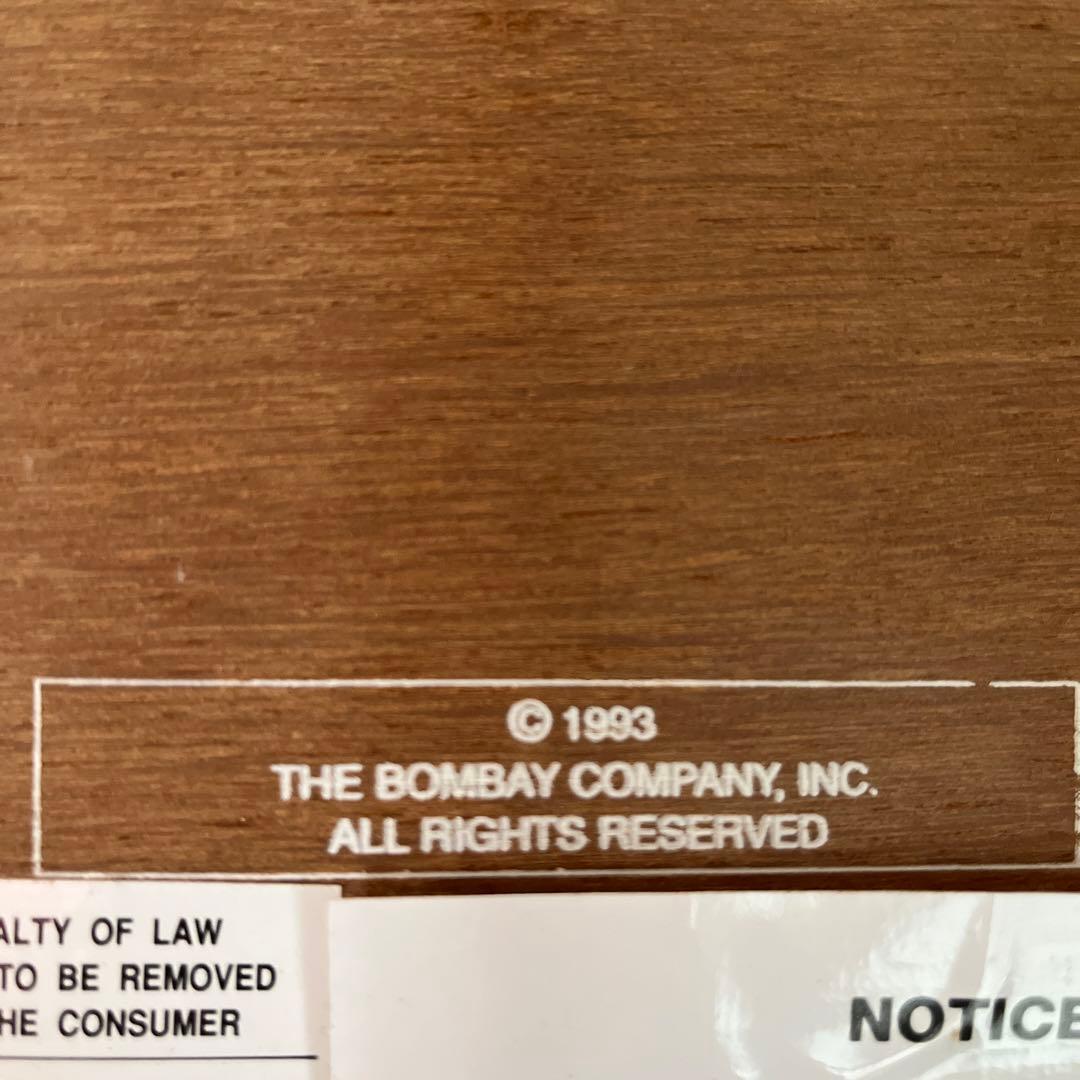 © 1993
THE BOMBAY COMPANY, INC.
ALL RIGHTS RESERVED
ALTY OF LAW
TO BE REMOVED
HE CONSUMER
NOTICE